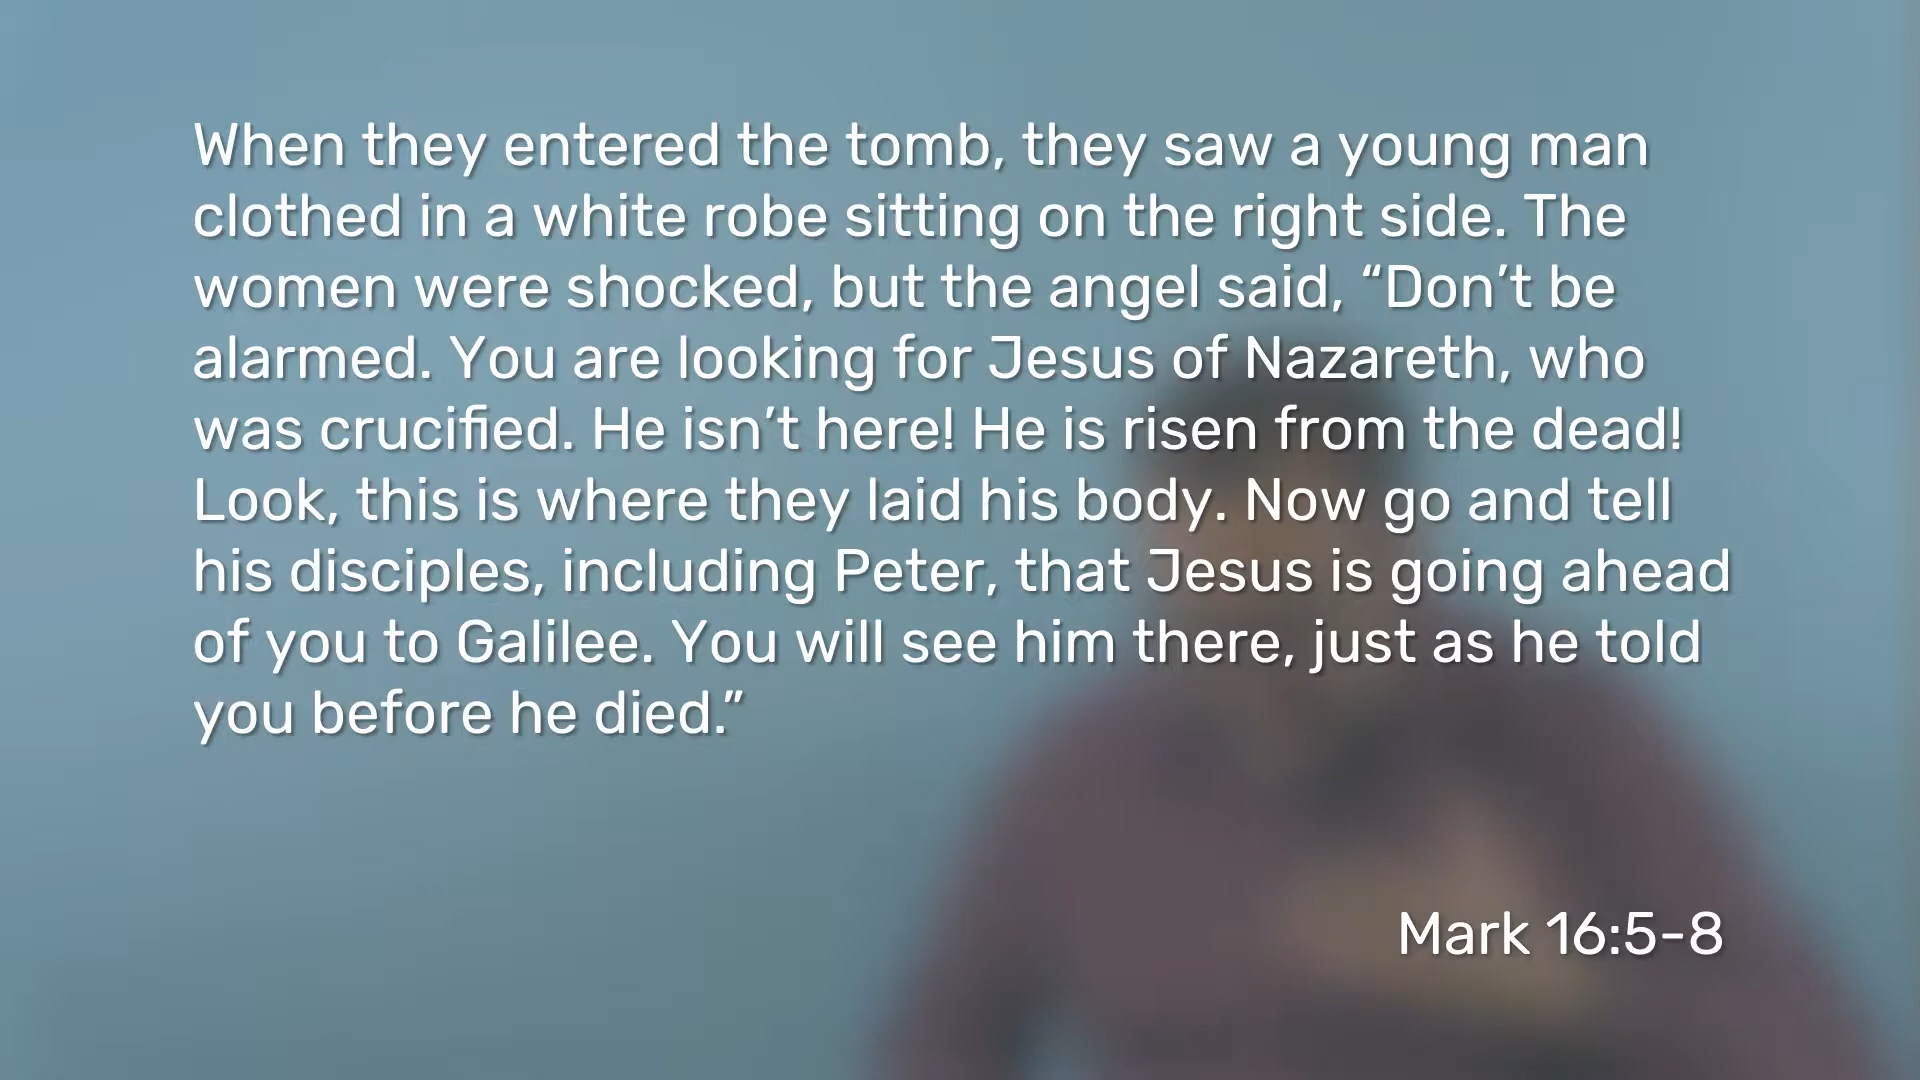 When they entered the tomb, they saw a young man
clothed in a white robe sitting on the right side. The
women were shocked, but the angel said, “Don’t be
alarmed. You are looking for Jesus of Nazareth, who
was crucified. He isn’t here! He is risen from the dead!
Look, this is where they laid his body. Now go and tell
his disciples, including Peter, that Jesus is going ahead
of you to Galilee. You will see him there, just as he told
you before he died.”
Mark 16:5-8